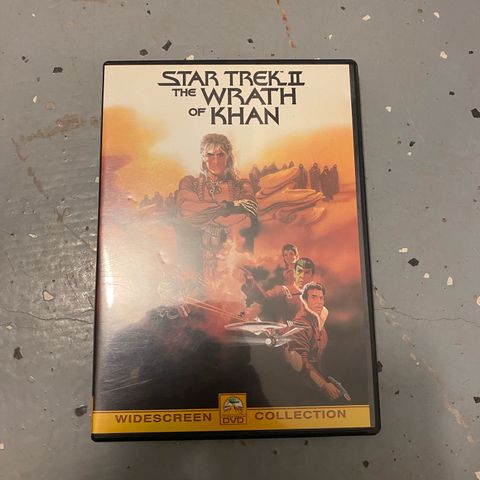 STAR TREK II
THE WRATH
OF KHAN
WIDESCREEN DVD COLLECTION